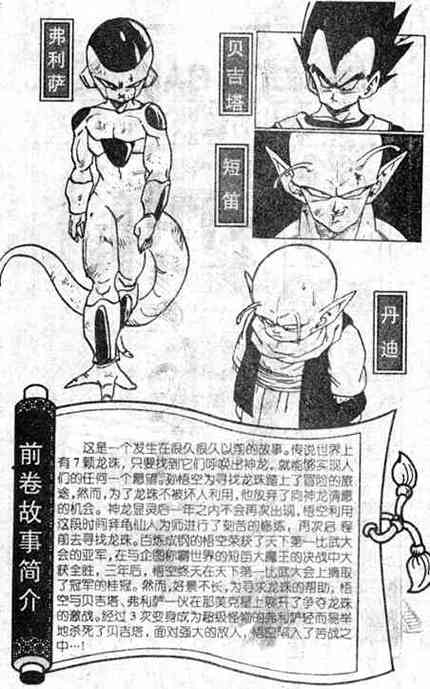 弗利萨
贝吉塔
短笛
丹迪
前卷故事简介
这是一个发生在很久很久以前的故事。传说世界上
有7颗龙珠，只要找到它们呼唤出神龙，就能够实现人
们的任何一个愿望。孙悟空为寻找龙珠踏上了冒险的旅
途，然而，为了龙珠不被坏人利用，他放弃了向神龙请愿
的机会。神龙显灵后一年之内不会再次出现，悟空利用
这段时间拜龟仙人为师进行了刻苦的修炼，再次启程
前去寻找龙珠。百炼成钢的悟空荣获了天下第一比武大
会的亚军，在与企图称霸世界的短笛大魔王的决战中大
获全胜，三年后，悟空终于在天下第一比武大会上摘取
了冠军的桂冠。然而，好景不长，为寻求龙珠的帮助，悟
空与贝吉塔、弗利萨一伙在那美克星上展开了争夺龙珠
的激战。经过3次变身成为超级怪物的弗利萨轻而易举
地杀死了贝吉塔，面对强大的敌人，悟空陷入了苦战之
中…！